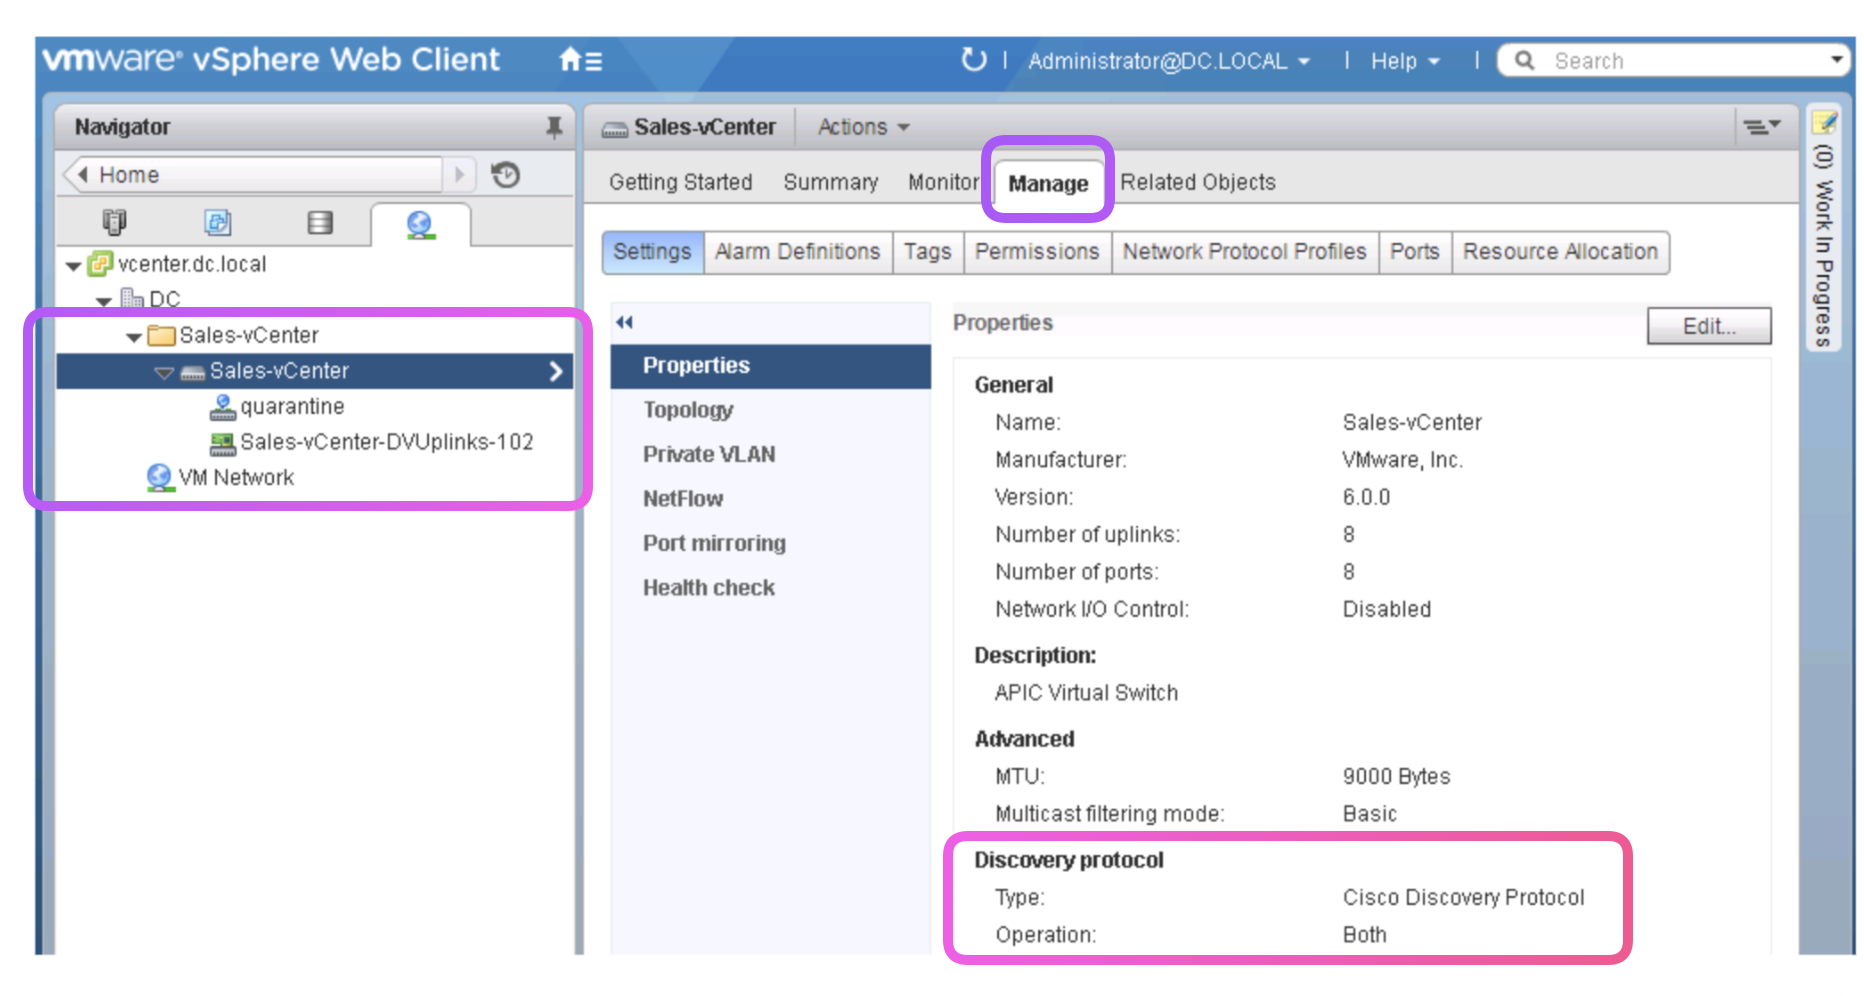 vmware® vSphere Web Client
Administrator@DC.LOCAL
Help
Search
Navigator
Home
vcenter.dc.local
DC
Sales-vCenter
Sales-vCenter
quarantine
Sales-vCenter-DVUplinks-102
VM Network
Sales-vCenter
Actions
Getting Started
Summary
Monitor
Manage
Related Objects
Settings
Alarm Definitions
Tags
Permissions
Network Protocol Profiles
Ports
Resource Allocation
Properties
Topology
Private VLAN
NetFlow
Port mirroring
Health check
Properties
Edit...
General
Name: Sales-vCenter
Manufacturer: VMware, Inc.
Version: 6.0.0
Number of uplinks: 8
Number of ports: 8
Network I/O Control: Disabled
Description:
APIC Virtual Switch
Advanced
MTU: 9000 Bytes
Multicast filtering mode: Basic
Discovery protocol
Type: Cisco Discovery Protocol
Operation: Both
(0) Work In Progress